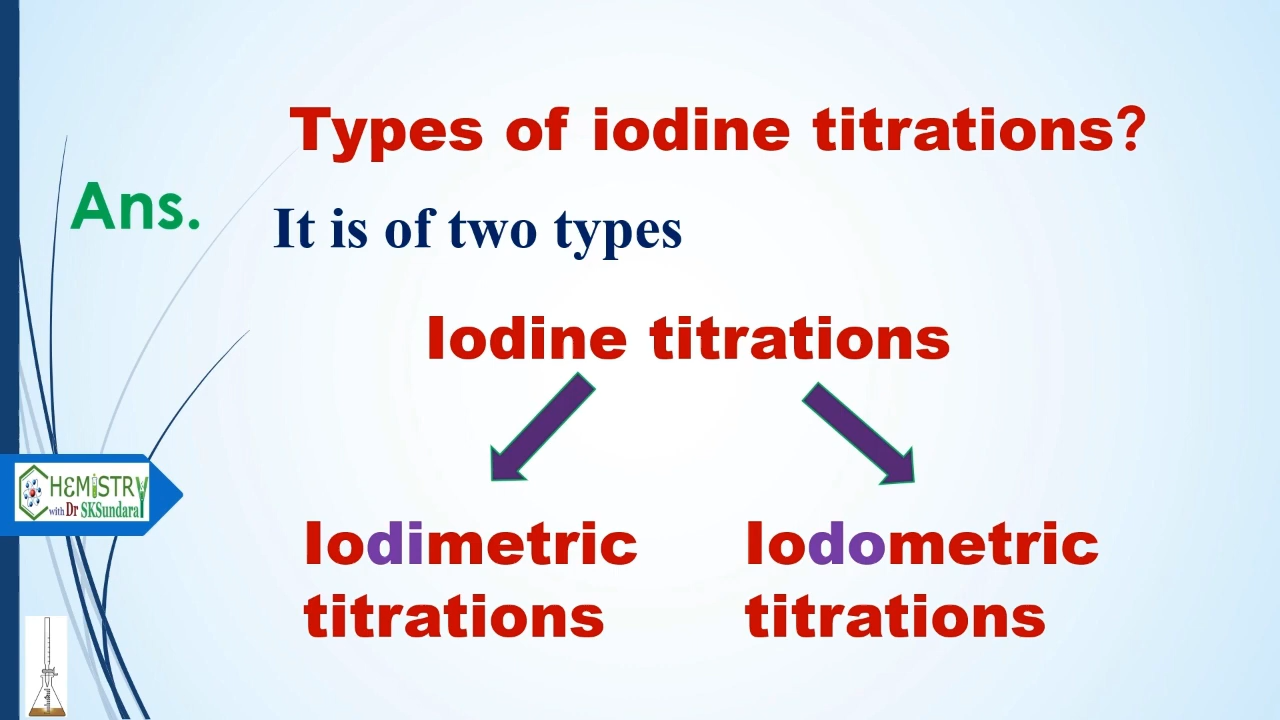 Types of iodine titrations?
Ans.
It is of two types
Iodine titrations
Iodimetric
titrations
Iodometric
titrations
CHEMISTRY
with Dr SKSundaray